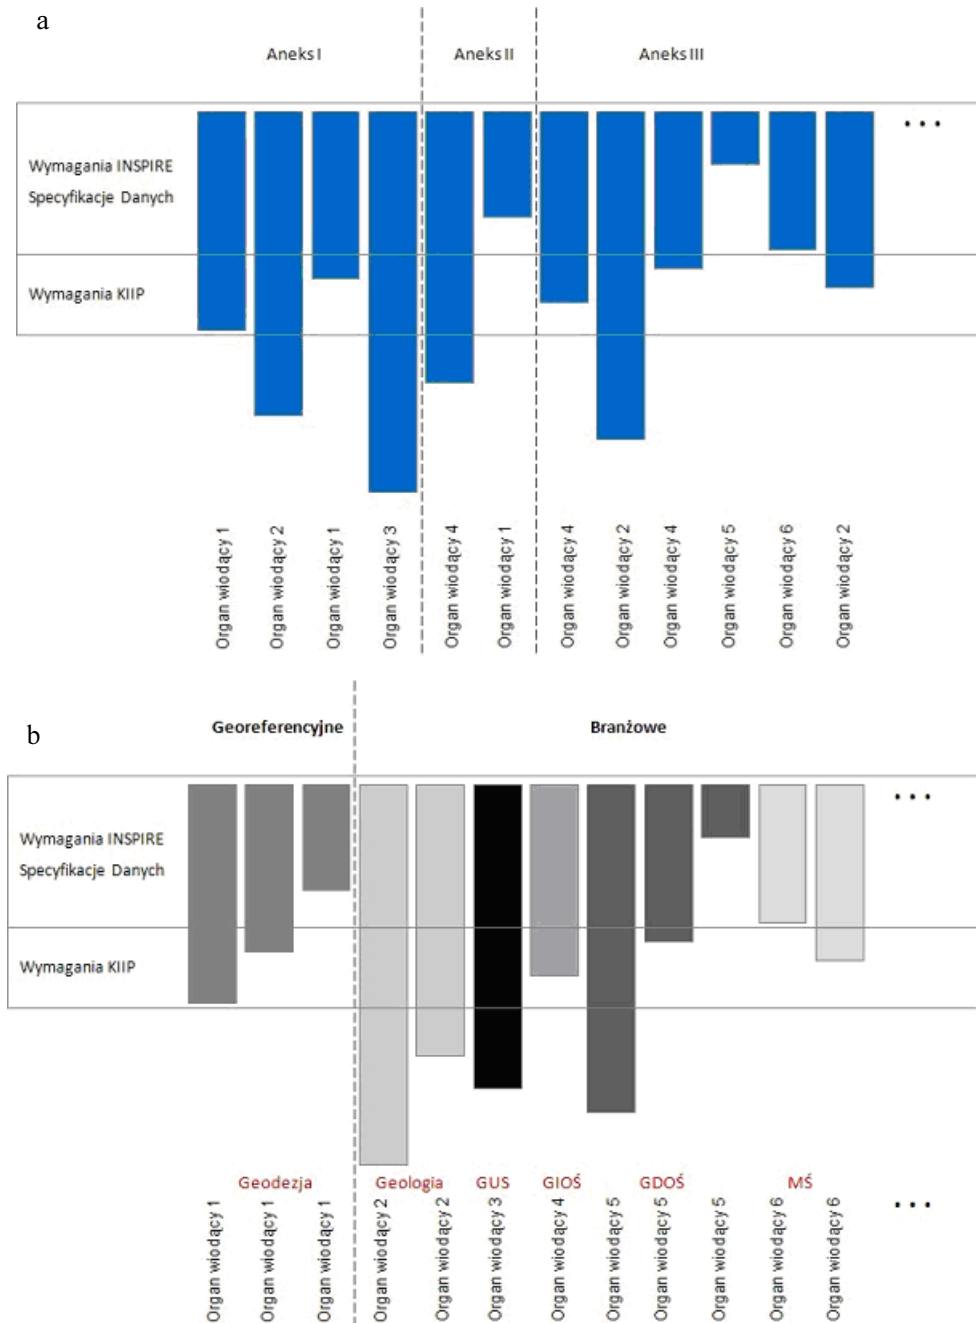 a
Aneks I
Aneks II
Aneks III
Wymagania INSPIRE
Specyfikacje Danych
Wymagania KIIP
• • •
Organ wiodący 1
Organ wiodący 2
Organ wiodący 1
Organ wiodący 3
Organ wiodący 4
Organ wiodący 1
Organ wiodący 4
Organ wiodący 2
Organ wiodący 4
Organ wiodący 5
Organ wiodący 6
Organ wiodący 2
b
Georeferencyjne
Branżowe
Wymagania INSPIRE
Specyfikacje Danych
Wymagania KIIP
• • •
Geodezja
Geologia
GUS
GIOŚ
GDOŚ
MŚ
Organ wiodący 1
Organ wiodący 1
Organ wiodący 1
Organ wiodący 2
Organ wiodący 2
Organ wiodący 3
Organ wiodący 4
Organ wiodący 5
Organ wiodący 5
Organ wiodący 5
Organ wiodący 6
Organ wiodący 6
• • •